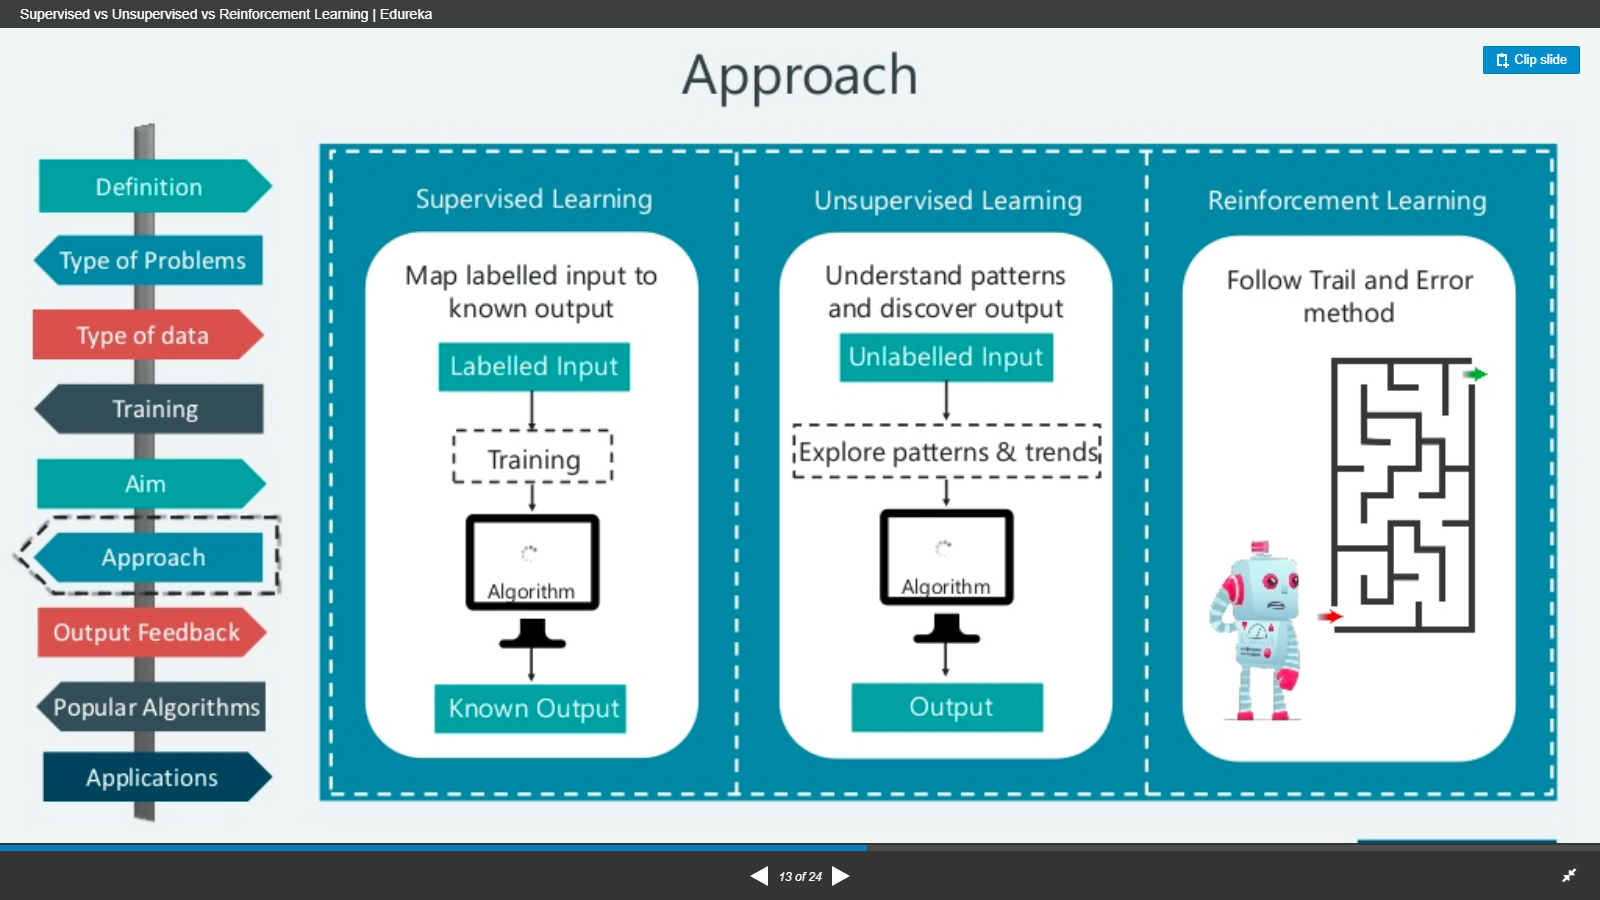 Supervised vs Unsupervised vs Reinforcement Learning | Edureka
Clip slide
Approach
Definition
Type of Problems
Type of data
Training
Aim
Approach
Output Feedback
Popular Algorithms
Applications
Supervised Learning
Map labelled input to
known output
Labelled Input
Training
Algorithm
Known Output
Unsupervised Learning
Understand patterns
and discover output
Unlabelled Input
Explore patterns & trends
Algorithm
Output
Reinforcement Learning
Follow Trail and Error
method
13 of 24